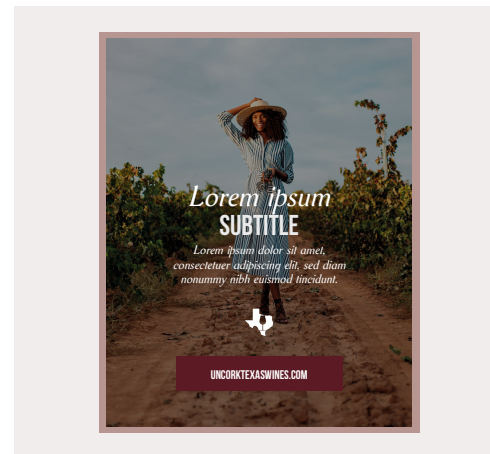 Lorem ipsum
SUBTITLE
Lorem ipsum dolor sit amet,
consectetuer adipiscing elit, sed diam
nonummy nibh euismod tincidunt.
UNCORKTEXASWINES.COM